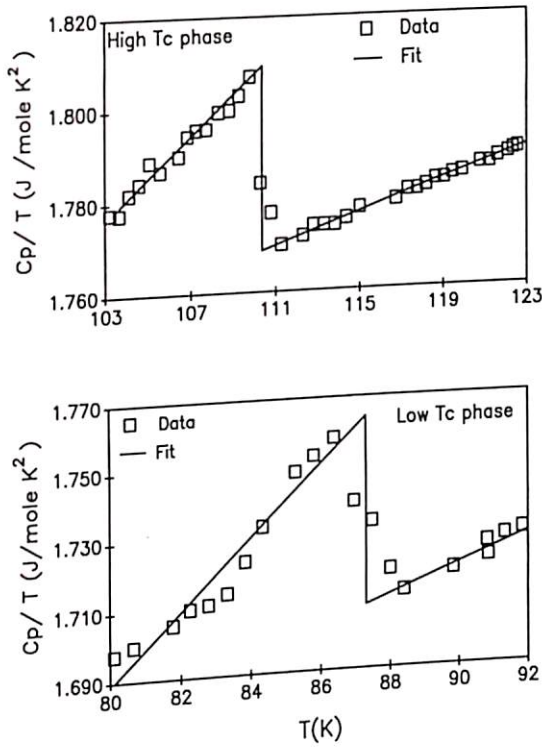 1.820
High Tc phase
Data
Fit
1.800
1.780
1.760
Cp/T (J/mole K²)
103 107 111 115 119 123
1.770
Data
Fit
Low Tc phase
1.750
1.730
1.710
1.690
Cp/T (J/mole K²)
80 82 84 86 88 90 92
T(K)